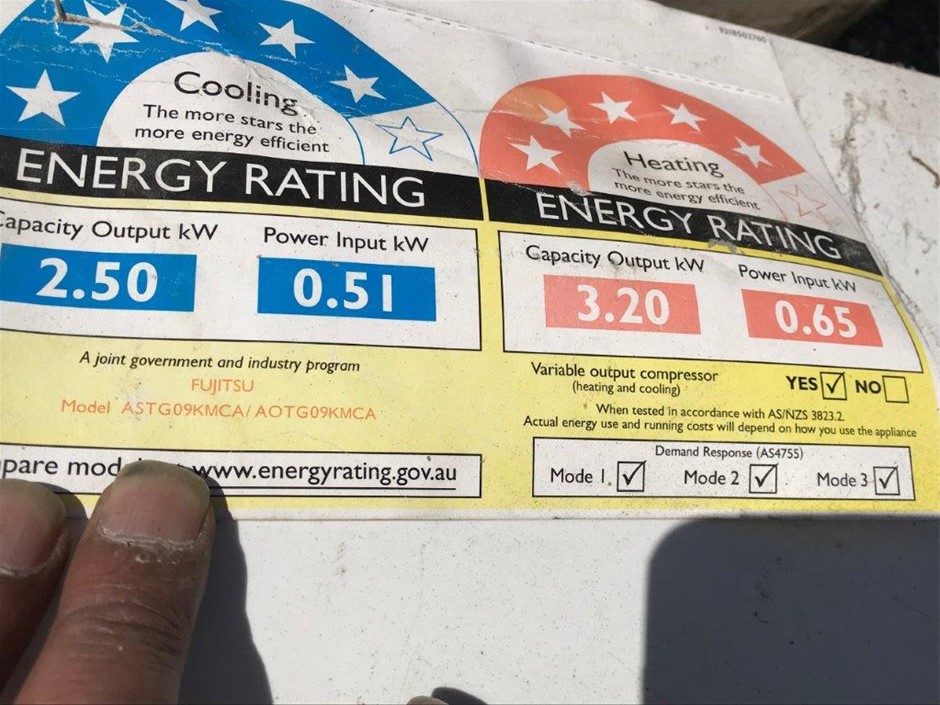 Cooling
The more stars the
more energy efficient
ENERGY RATING
Capacity Output kW
Power Input kW
2.50
0.51
A joint government and industry program
FUJITSU
Model ASTG09KMCA/AOTG09KMCA
www.energyrating.gov.au
Heating
The more stars the
more energy efficient
ENERGY RATING
Capacity Output kW
Power Input kW
3.20
0.65
Variable output compressor
(heating and cooling)
YES ☑ NO ☐
When tested in accordance with AS/NZS 3823.2.
Actual energy use and running costs will depend on how you use the appliance
Demand Response (AS4755)
Mode 1. ☑ Mode 2 ☑ Mode 3 ☑